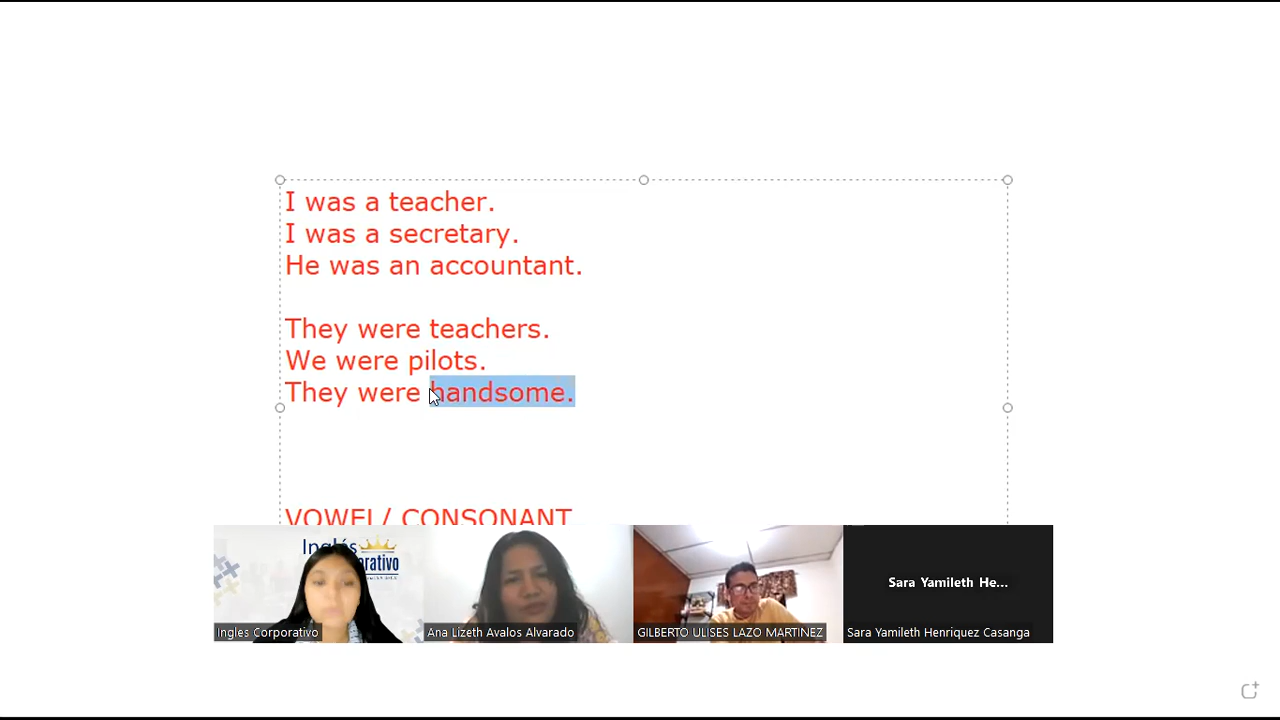 I was a teacher.
I was a secretary.
He was an accountant.
They were teachers.
We were pilots.
They were handsome.
VOWEL/ CONSONANT
Inglés
Ingles Corporativo
Ana Lizeth Avalos Alvarado
GILBERTO ULISES LAZO MARTINEZ
Sara Yamileth He...
Sara Yamileth Henriquez Casanga